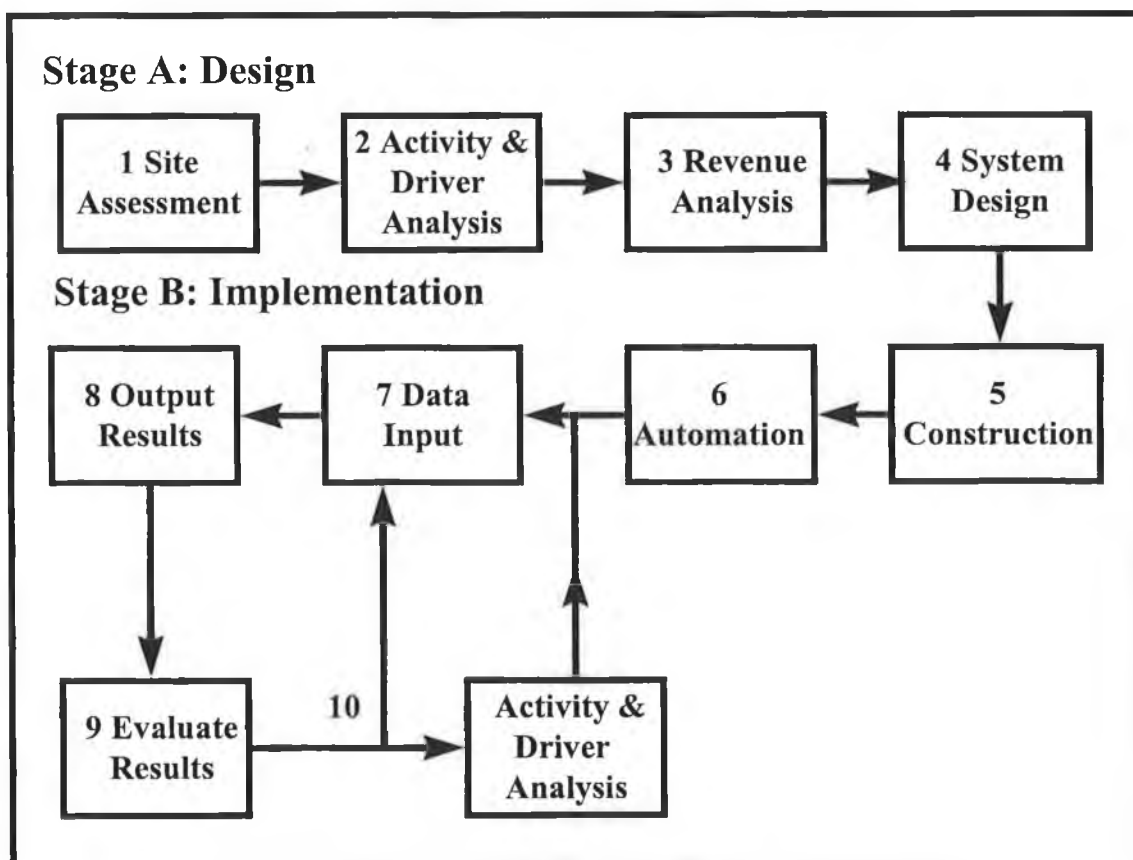 Stage A: Design
1 Site
Assessment
2 Activity &
Driver
Analysis
3 Revenue
Analysis
4 System
Design
Stage B: Implementation
8 Output
Results
7 Data
Input
6
Automation
5
Construction
9 Evaluate
Results
10
Activity &
Driver
Analysis